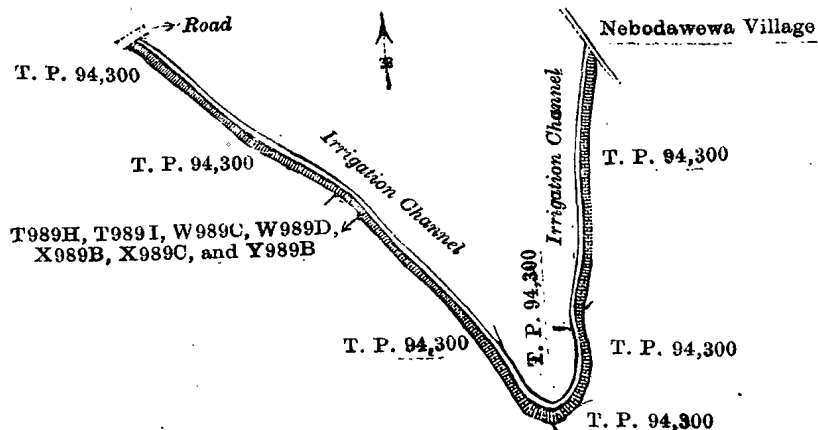 Road
Nebodawewa Village
T. P. 94,300
T. P. 94,300
Irrigation Channel
Irrigation Channel
T. P. 94,300
T989H, T989I, W989C, W989D,
X989B, X989C, and Y989B
T. P. 94,300
T. P. 94,300
T. P. 94,300
T. P. 94,300